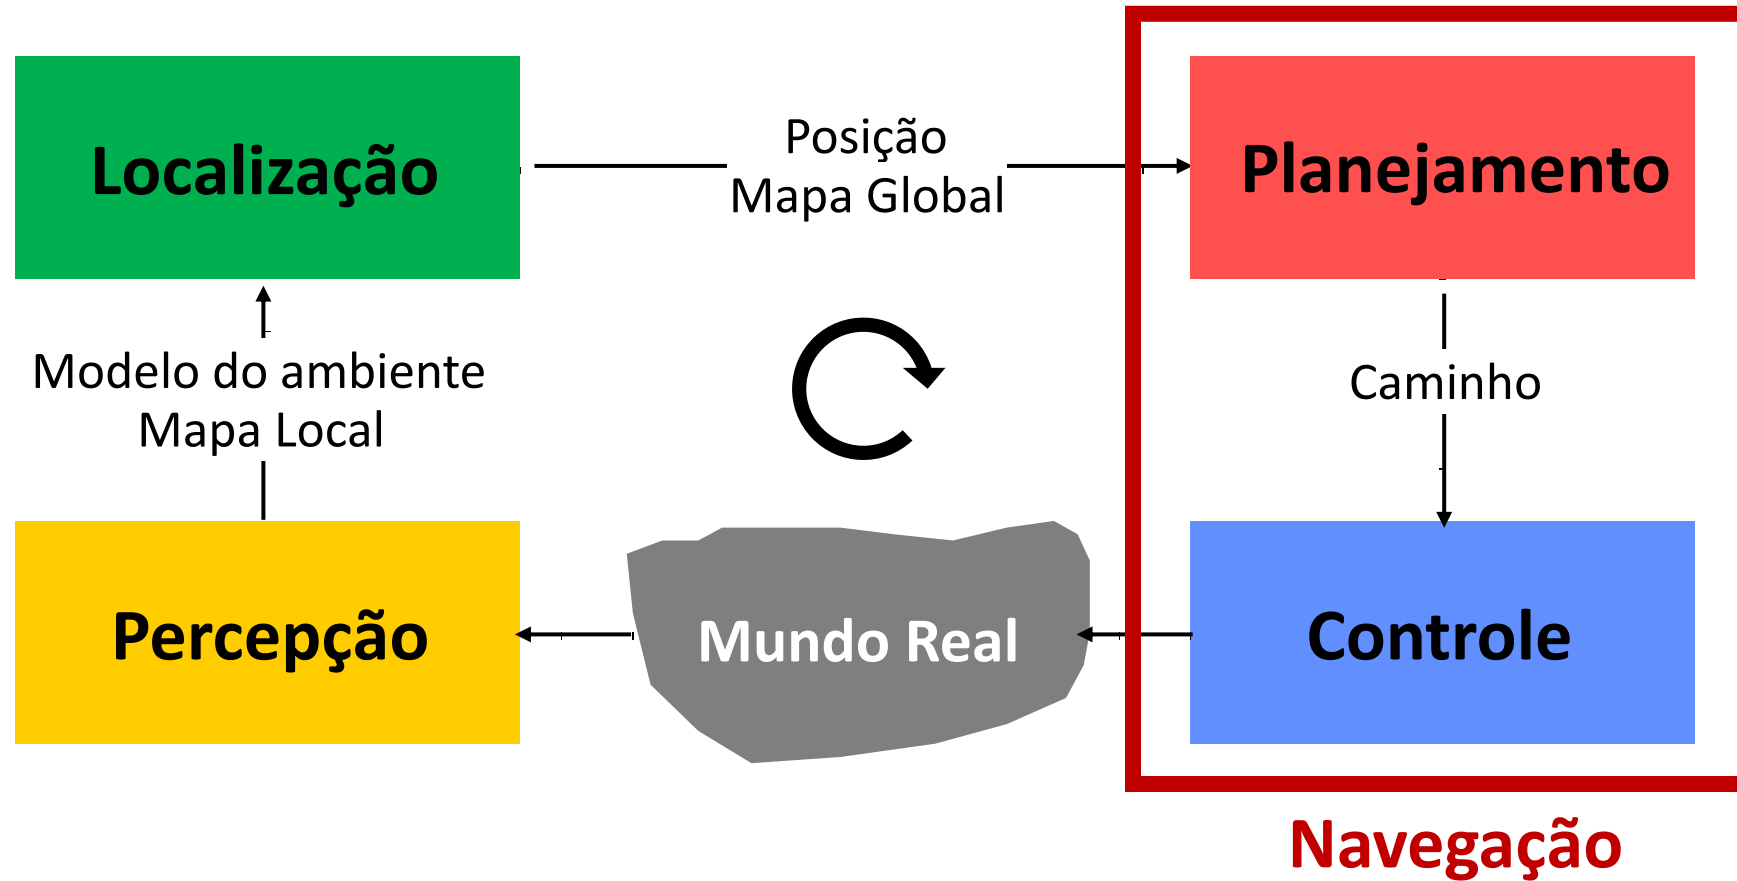 Localização
Posição
Mapa Global
Planejamento
Modelo do ambiente
Mapa Local
Caminho
Percepção
Mundo Real
Controle
Navegação